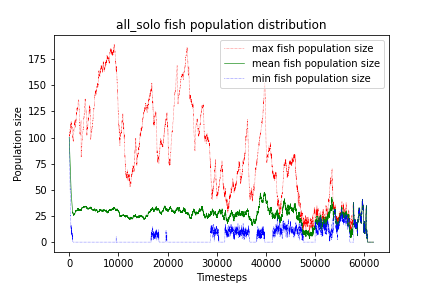 all_solo fish population distribution
max fish population size
mean fish population size
min fish population size
Population size
175
150
125
100
75
50
25
0
0 10000 20000 30000 40000 50000 60000
Timesteps